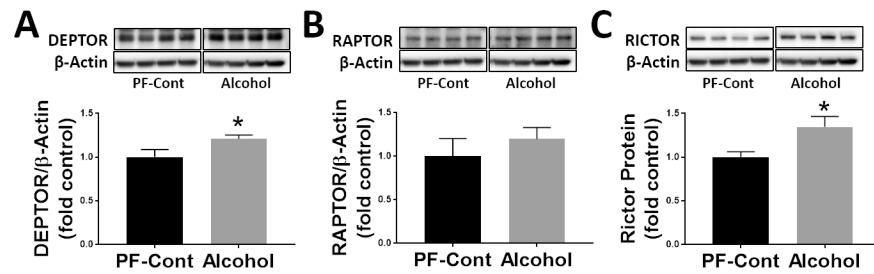 A
DEPTOR
β-Actin
PF-Cont Alcohol
DEPTOR/β-Actin
(fold control)
1.5
1.0
0.5
0.0
*
PF-Cont Alcohol
B
RAPTOR
β-Actin
PF-Cont Alcohol
RAPTOR/β-Actin
(fold control)
1.5
1.0
0.5
0.0
PF-Cont Alcohol
C
RICTOR
β-Actin
PF-Cont Alcohol
Rictor Protein
(fold control)
1.5
1.0
0.5
0.0
*
PF-Cont Alcohol